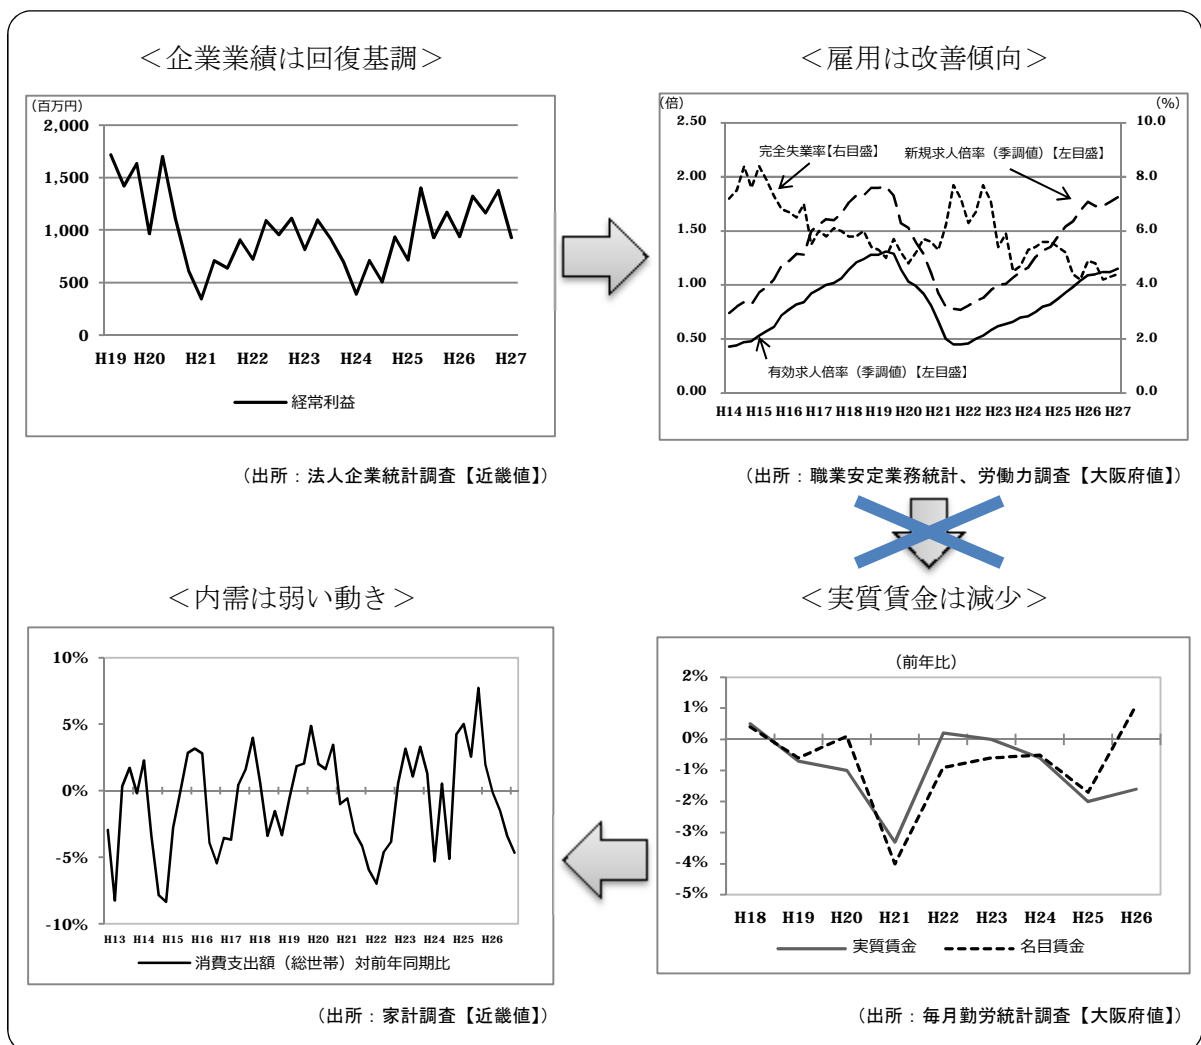 ＜企業業績は回復基調＞
（百万円）
2,000
1,500
1,000
500
0
H19 H20 H21 H22 H23 H24 H25 H26 H27
経常利益
（出所：法人企業統計調査【近畿値】）
＜雇用は改善傾向＞
（倍） （%）
2.50 10.0
完全失業率【右目盛】 新規求人倍率（季調値）【左目盛】
2.00 8.0
1.50 6.0
1.00 4.0
0.50 2.0
有効求人倍率（季調値）【左目盛】
0.00 0.0
H14 H15 H16 H17 H18 H19 H20 H21 H22 H23 H24 H25 H26 H27
（出所：職業安定業務統計、労働力調査【大阪府値】）
＜実質賃金は減少＞
（前年比）
2%
1%
0%
-1%
-2%
-3%
-4%
-5%
H18 H19 H20 H21 H22 H23 H24 H25 H26
実質賃金 名目賃金
（出所：毎月勤労統計調査【大阪府値】）
＜内需は弱い動き＞
10%
5%
0%
-5%
-10%
H13 H14 H15 H16 H17 H18 H19 H20 H21 H22 H23 H24 H25 H26
消費支出額（総世帯）対前年同期比
（出所：家計調査【近畿値】）